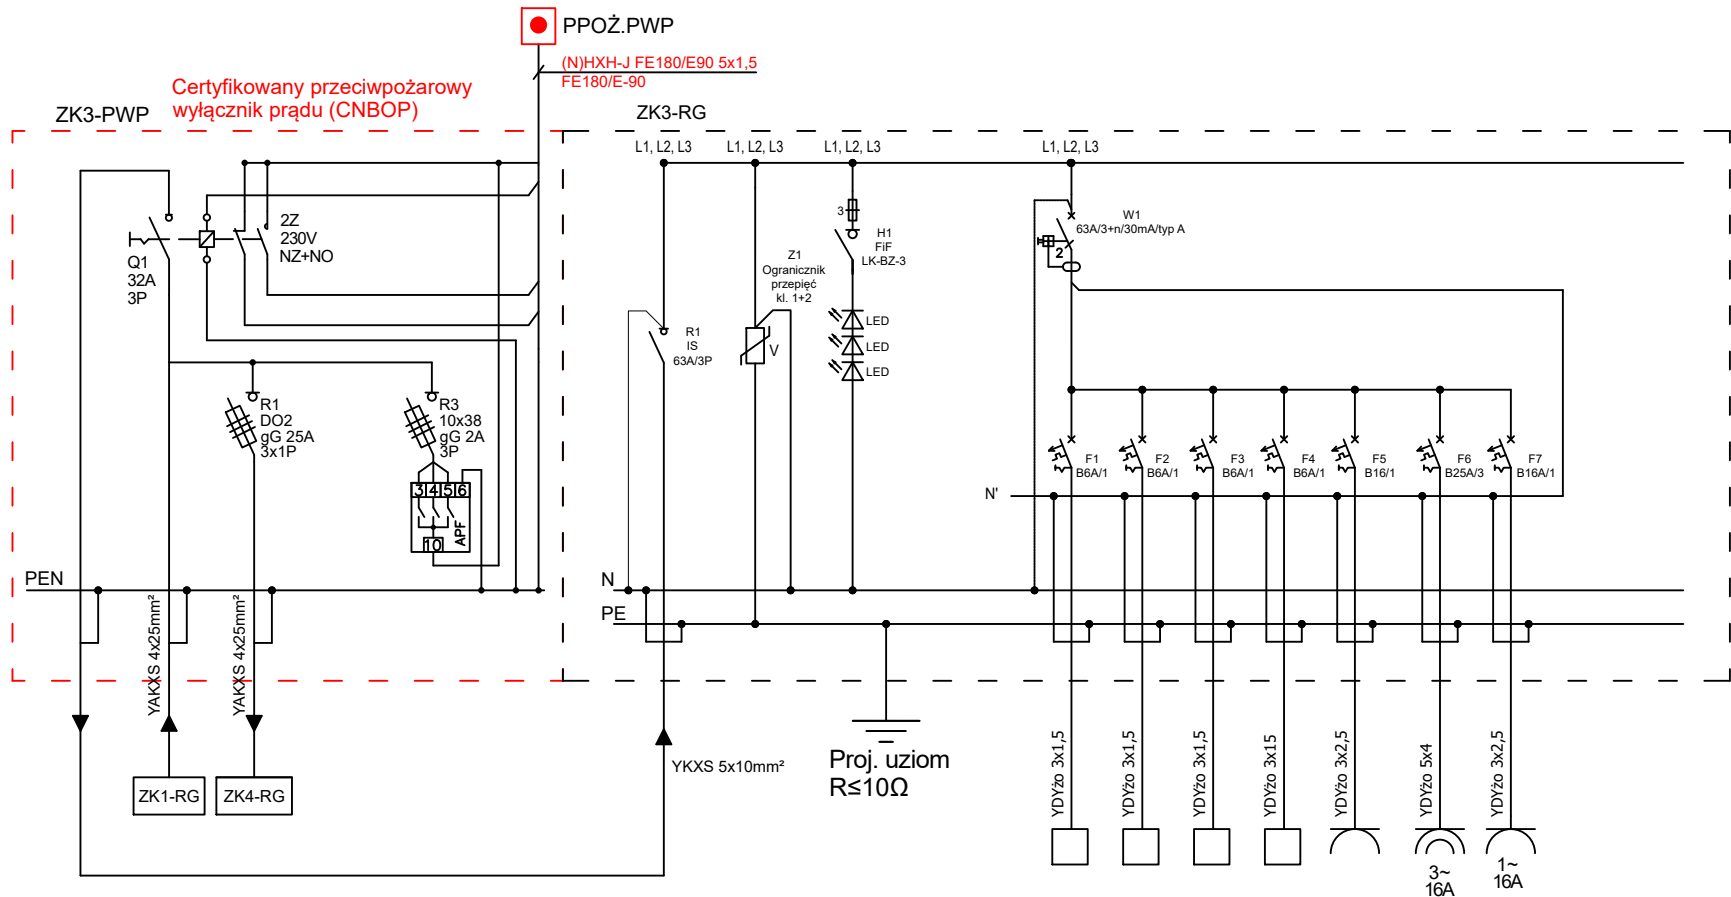 PPOŻ.PWP
(N)HXH-J FE180/E90 5x1,5
FE180/E-90
Certyfikowany przeciwpożarowy
wyłącznik prądu (CNBOP)
ZK3-PWP
ZK3-RG
L1, L2, L3
L1, L2, L3
L1, L2, L3
L1, L2, L3
Q1
32A
3P
2Z
230V
NZ+NO
R1
DO2
gG 25A
3x1P
R3
10x38
gG 2A
3P
3 4 5 6
APF
10
PEN
YAKXS 4x25mm²
YAKXS 4x25mm²
ZK1-RG
ZK4-RG
R1
IS
63A/3P
Z1
Ogranicznik
przepięć
kl. 1+2
V
3
H1
FiF
LK-BZ-3
LED
LED
LED
W1
63A/3+n/30mA/typ A
2
F1
B6A/1
F2
B6A/1
F3
B6A/1
F4
B6A/1
F5
B16/1
F6
B25A/3
F7
B16A/1
N'
N
PE
YKXS 5x10mm²
Proj. uziom
R≤10Ω
YDYżo 3x1,5
YDYżo 3x1,5
YDYżo 3x1,5
YDYżo 3x15
YDYżo 3x2,5
YDYżo 5x4
YDYżo 3x2,5
3~
16A
1~
16A